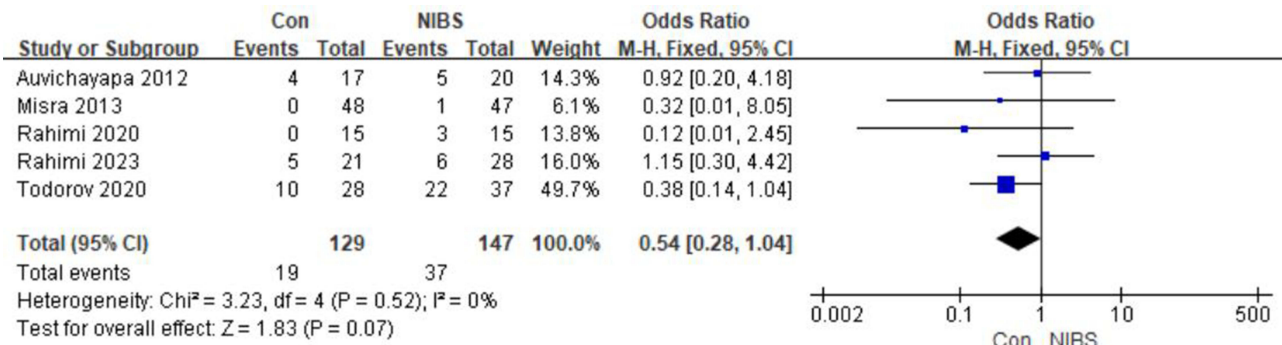 Con NIBS Odds Ratio Odds Ratio
Study or Subgroup Events Total Events Total Weight M-H, Fixed, 95% CI M-H, Fixed, 95% CI
Auvichayapa 2012 4 17 5 20 14.3% 0.92 [0.20, 4.18]
Misra 2013 0 48 1 47 6.1% 0.32 [0.01, 8.05]
Rahimi 2020 0 15 3 15 13.8% 0.12 [0.01, 2.45]
Rahimi 2023 5 21 6 28 16.0% 1.15 [0.30, 4.42]
Todorov 2020 10 28 22 37 49.7% 0.38 [0.14, 1.04]
Total (95% CI) 129 147 100.0% 0.54 [0.28, 1.04]
Total events 19 37
Heterogeneity: Chi² = 3.23, df = 4 (P = 0.52); I² = 0%
Test for overall effect: Z = 1.83 (P = 0.07)
0.002 0.1 1 10 500
Con NIBS